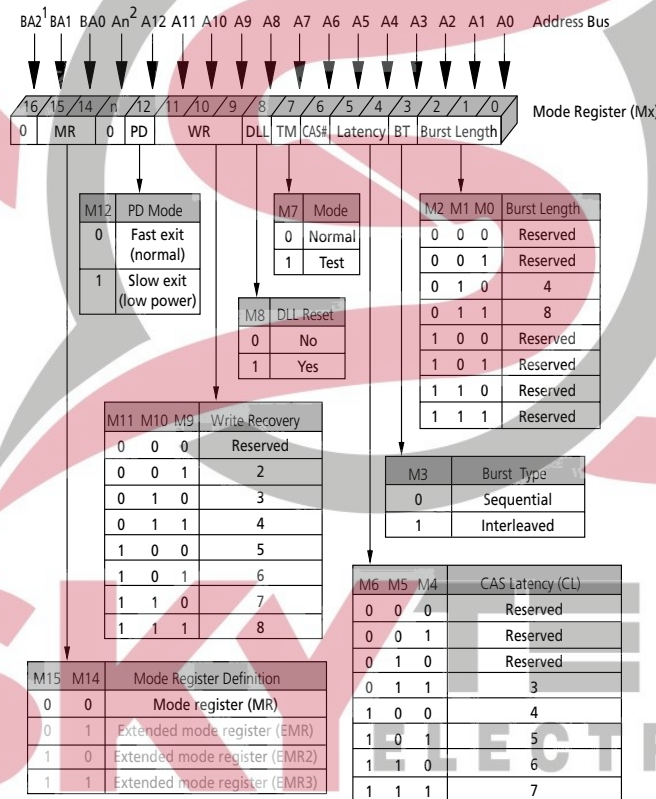 BA2¹ BA1 BA0 An² A12 A11 A10 A9 A8 A7 A6 A5 A4 A3 A2 A1 A0 Address Bus
16 15 14 n 12 11 10 9 8 7 6 5 4 3 2 1 0 Mode Register (Mx)
0 MR 0 PD WR DLL TM CAS# Latency BT Burst Length
M12 PD Mode
0 Fast exit (normal)
1 Slow exit (low power)
M7 Mode
0 Normal
1 Test
M2 M1 M0 Burst Length
0 0 0 Reserved
0 0 1 Reserved
0 1 0 4
0 1 1 8
1 0 0 Reserved
1 0 1 Reserved
1 1 0 Reserved
1 1 1 Reserved
M8 DLL Reset
0 No
1 Yes
M11 M10 M9 Write Recovery
0 0 0 Reserved
0 0 1 2
0 1 0 3
0 1 1 4
1 0 0 5
1 0 1 6
1 1 0 7
1 1 1 8
M3 Burst Type
0 Sequential
1 Interleaved
M6 M5 M4 CAS Latency (CL)
0 0 0 Reserved
0 0 1 Reserved
0 1 0 Reserved
0 1 1 3
1 0 0 4
1 0 1 5
1 1 0 6
1 1 1 7
M15 M14 Mode Register Definition
0 0 Mode register (MR)
0 1 Extended mode register (EMR)
1 0 Extended mode register (EMR2)
1 1 Extended mode register (EMR3)
SKY TE
ELECTR